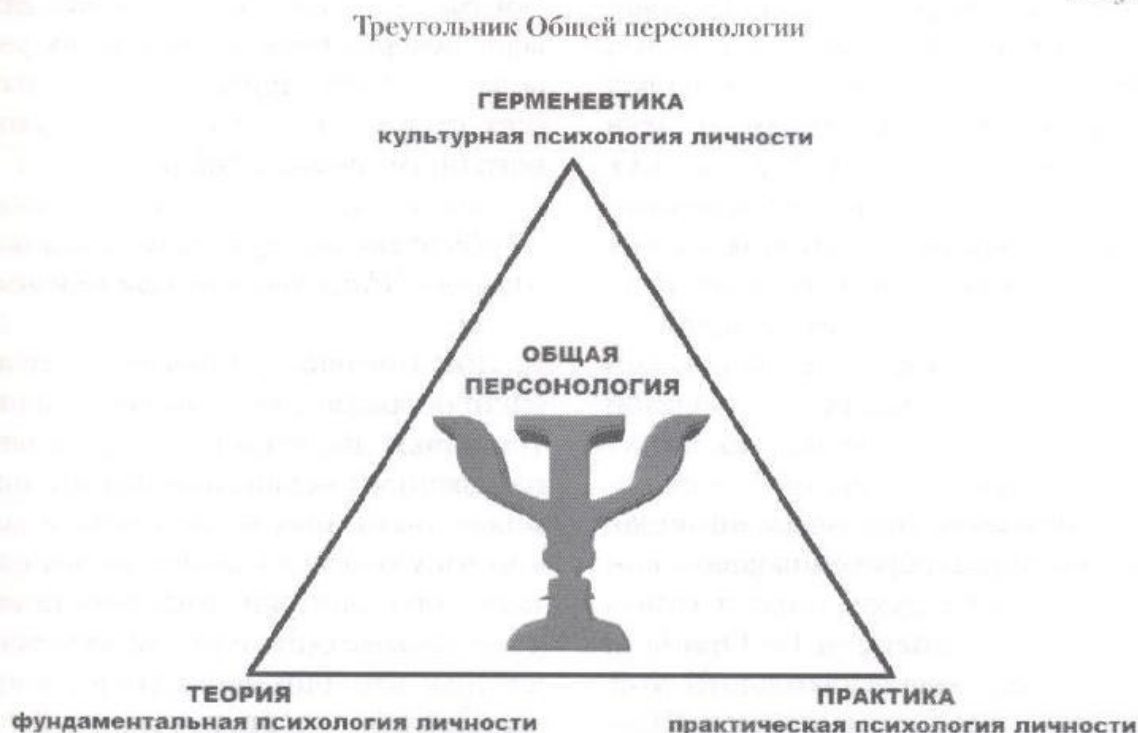 Треугольник Общей персонологии
ГЕРМЕНЕВТИКА
культурная психология личности
ОБЩАЯ
ПЕРСОНОЛОГИЯ
ТЕОРИЯ
фундаментальная психология личности
ПРАКТИКА
практическая психология личности